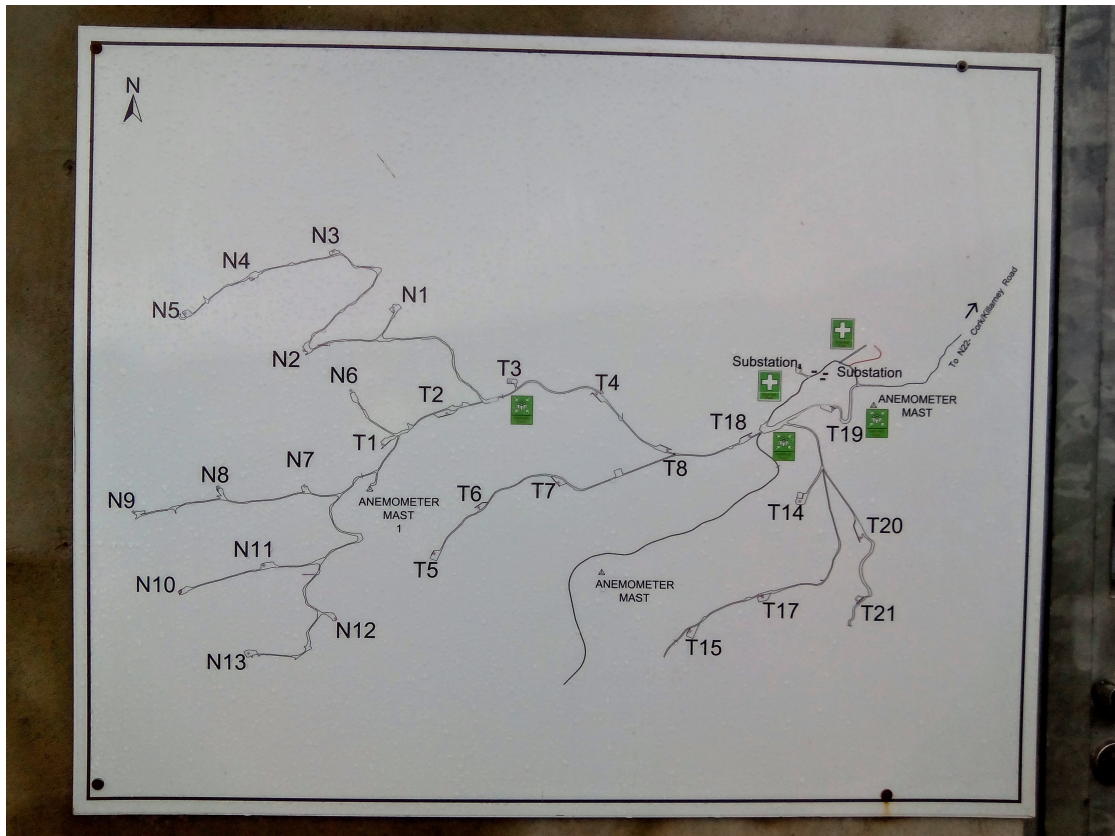 N
N3
N4
N5
N1
N2
To N22- Cork/Killarney Road
Substation
Substation
N6
T3
T2
T4
ANEMOMETER
MAST
T1
T18
T19
N7
N8
N9
ANEMOMETER
MAST
1
T8
T6
T7
T14
T20
N11
N10
T5
ANEMOMETER
MAST
T17
T21
N12
N13
T15